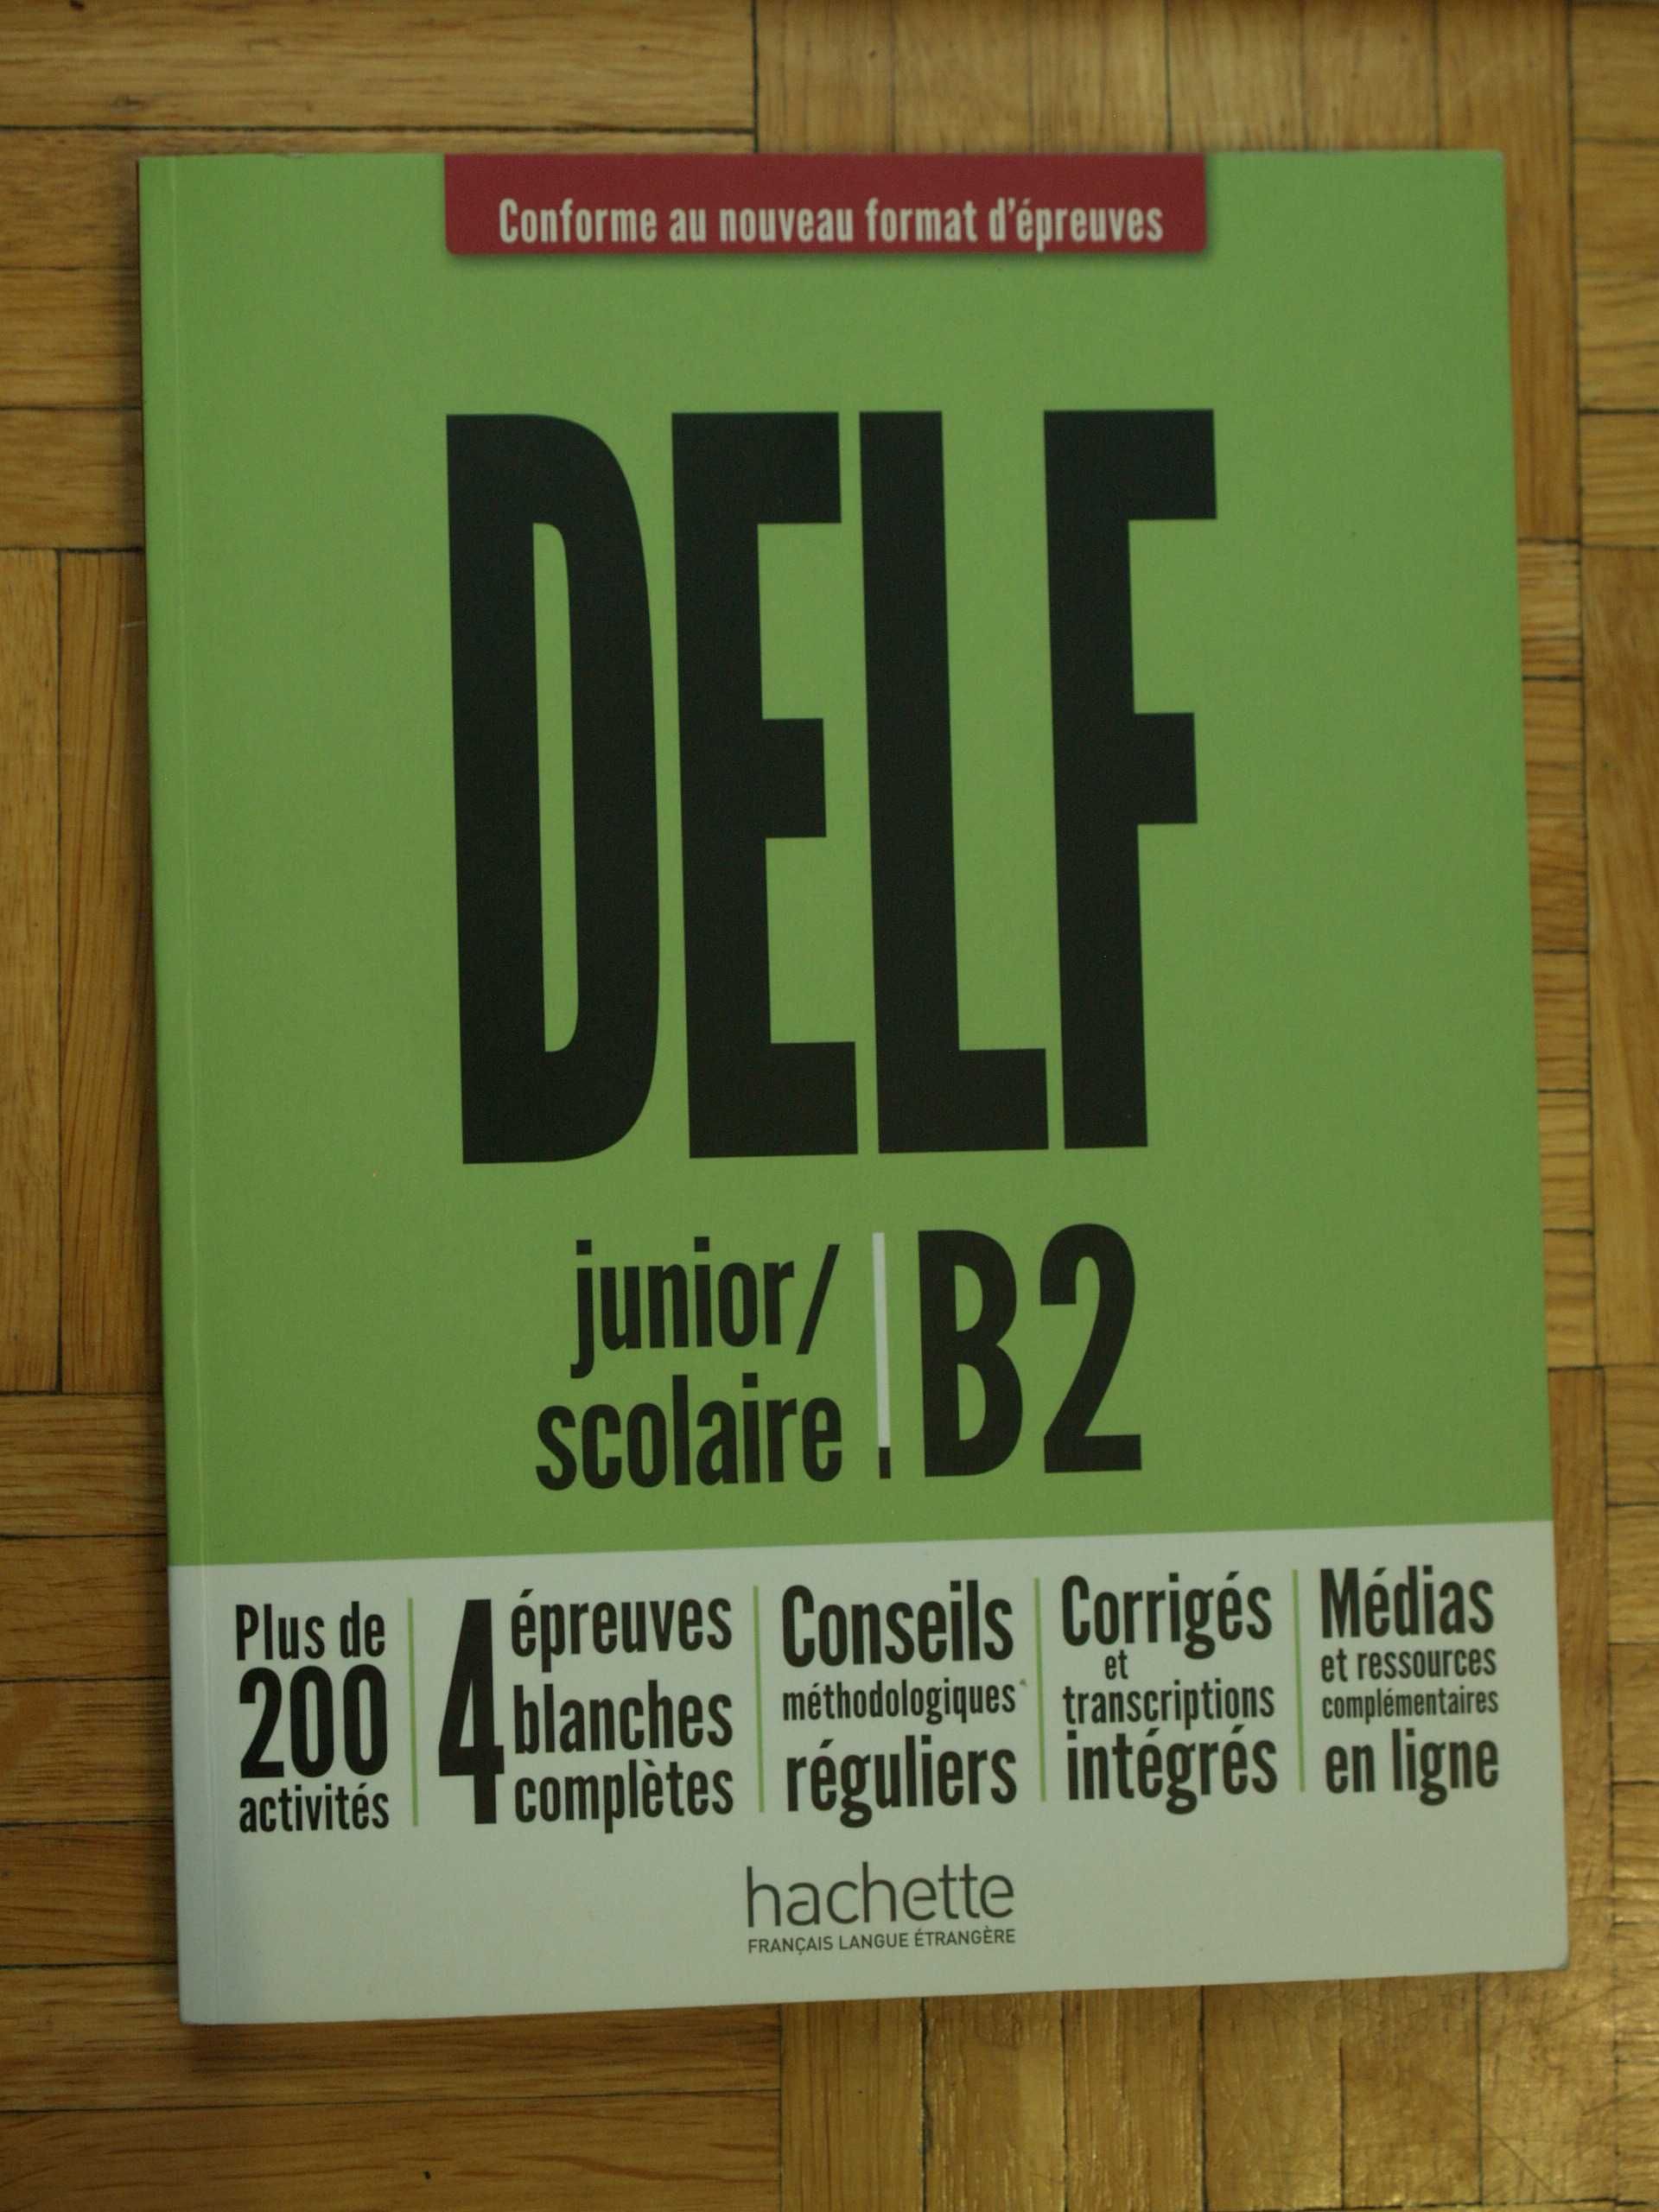 Conforme au nouveau format d'épreuves
DELF
junior/
scolaire
B2
Plus de
200
activités
4
épreuves
blanches
complètes
Conseils
méthodologiques
réguliers
Corrigés
et
transcriptions
intégrés
Médias
et ressources
complémentaires
en ligne
hachette
FRANÇAIS LANGUE ÉTRANGÈRE